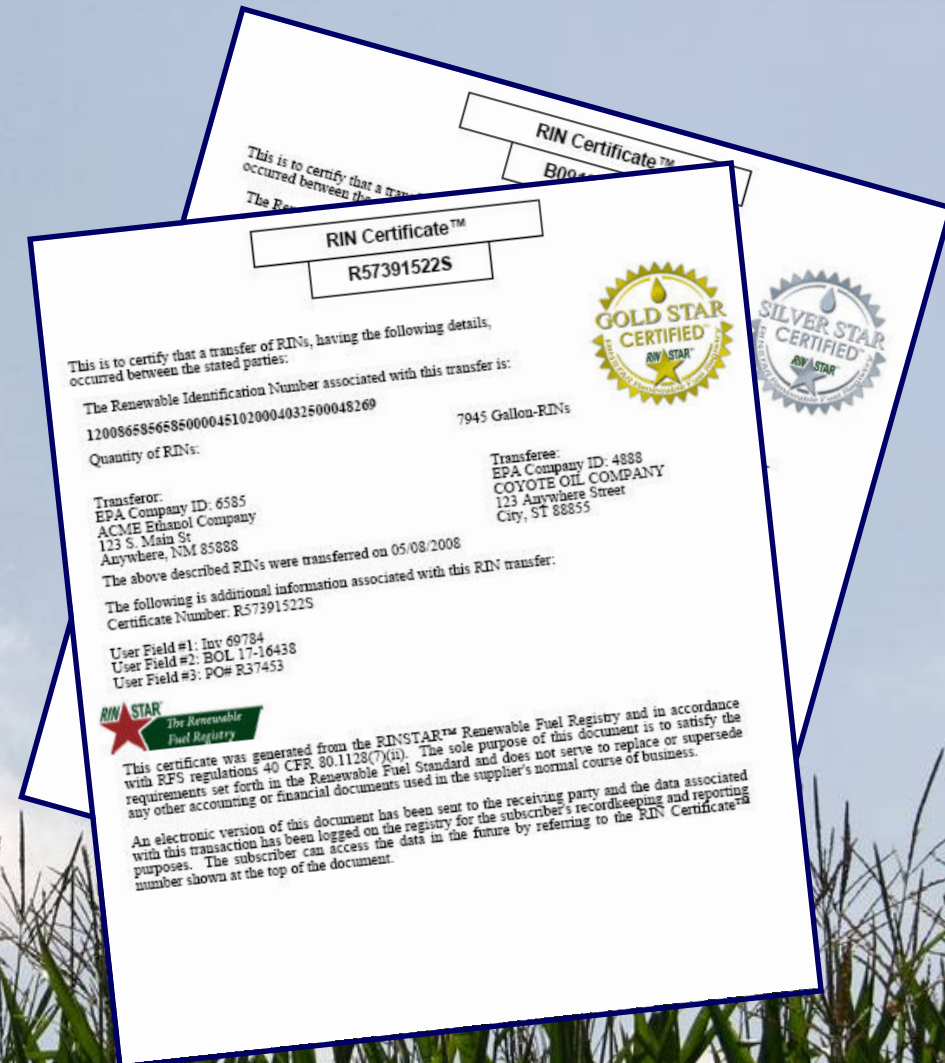 RIN Certificate™
This is to certify that a
occurred between the
The
RIN Certificate™
R57391522S
GOLD STAR
CERTIFIED™
RIN STAR™
SILVER STAR
CERTIFIED™
RIN STAR™
This is to certify that a transfer of RINs, having the following details,
occurred between the stated parties:
The Renewable Identification Number associated with this transfer is:
12008658565850000451020004032500048269
Quantity of RINs:
7945 Gallon-RINs
Transferor:
EPA Company ID: 6585
ACME Ethanol Company
123 S. Main St
Anywhere, NM 85888
Transferee:
EPA Company ID: 4888
COYOTE OIL COMPANY
123 Anywhere Street
City, ST 88855
The above described RINs were transferred on 05/08/2008
The following is additional information associated with this RIN transfer:
Certificate Number: R57391522S
User Field #1: Inv 69784
User Field #2: BOL 17-16438
User Field #3: PO# R37453
RIN STAR
The Renewable
Fuel Registry
This certificate was generated from the RINSTAR™ Renewable Fuel Registry and in accordance
with RFS regulations 40 CFR 80.1128(7)(ii). The sole purpose of this document is to satisfy the
requirements set forth in the Renewable Fuel Standard and does not serve to replace or supersede
any other accounting or financial documents used in the supplier's normal course of business.
An electronic version of this document has been sent to the receiving party and the data associated
with this transaction has been logged on the registry for the subscriber's recordkeeping and reporting
purposes. The subscriber can access the data in the future by referring to the RIN Certificate™
number shown at the top of the document.